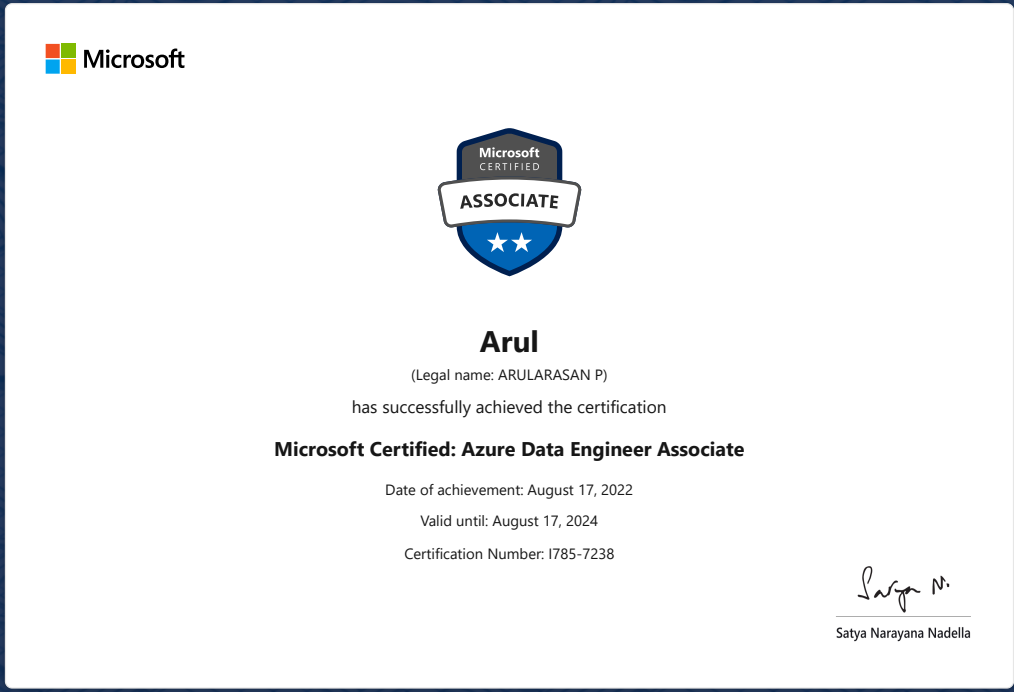 Microsoft
Microsoft
CERTIFIED
ASSOCIATE
Arul
(Legal name: ARULARASAN P)
has successfully achieved the certification
Microsoft Certified: Azure Data Engineer Associate
Date of achievement: August 17, 2022
Valid until: August 17, 2024
Certification Number: I785-7238
Satya N.
Satya Narayana Nadella